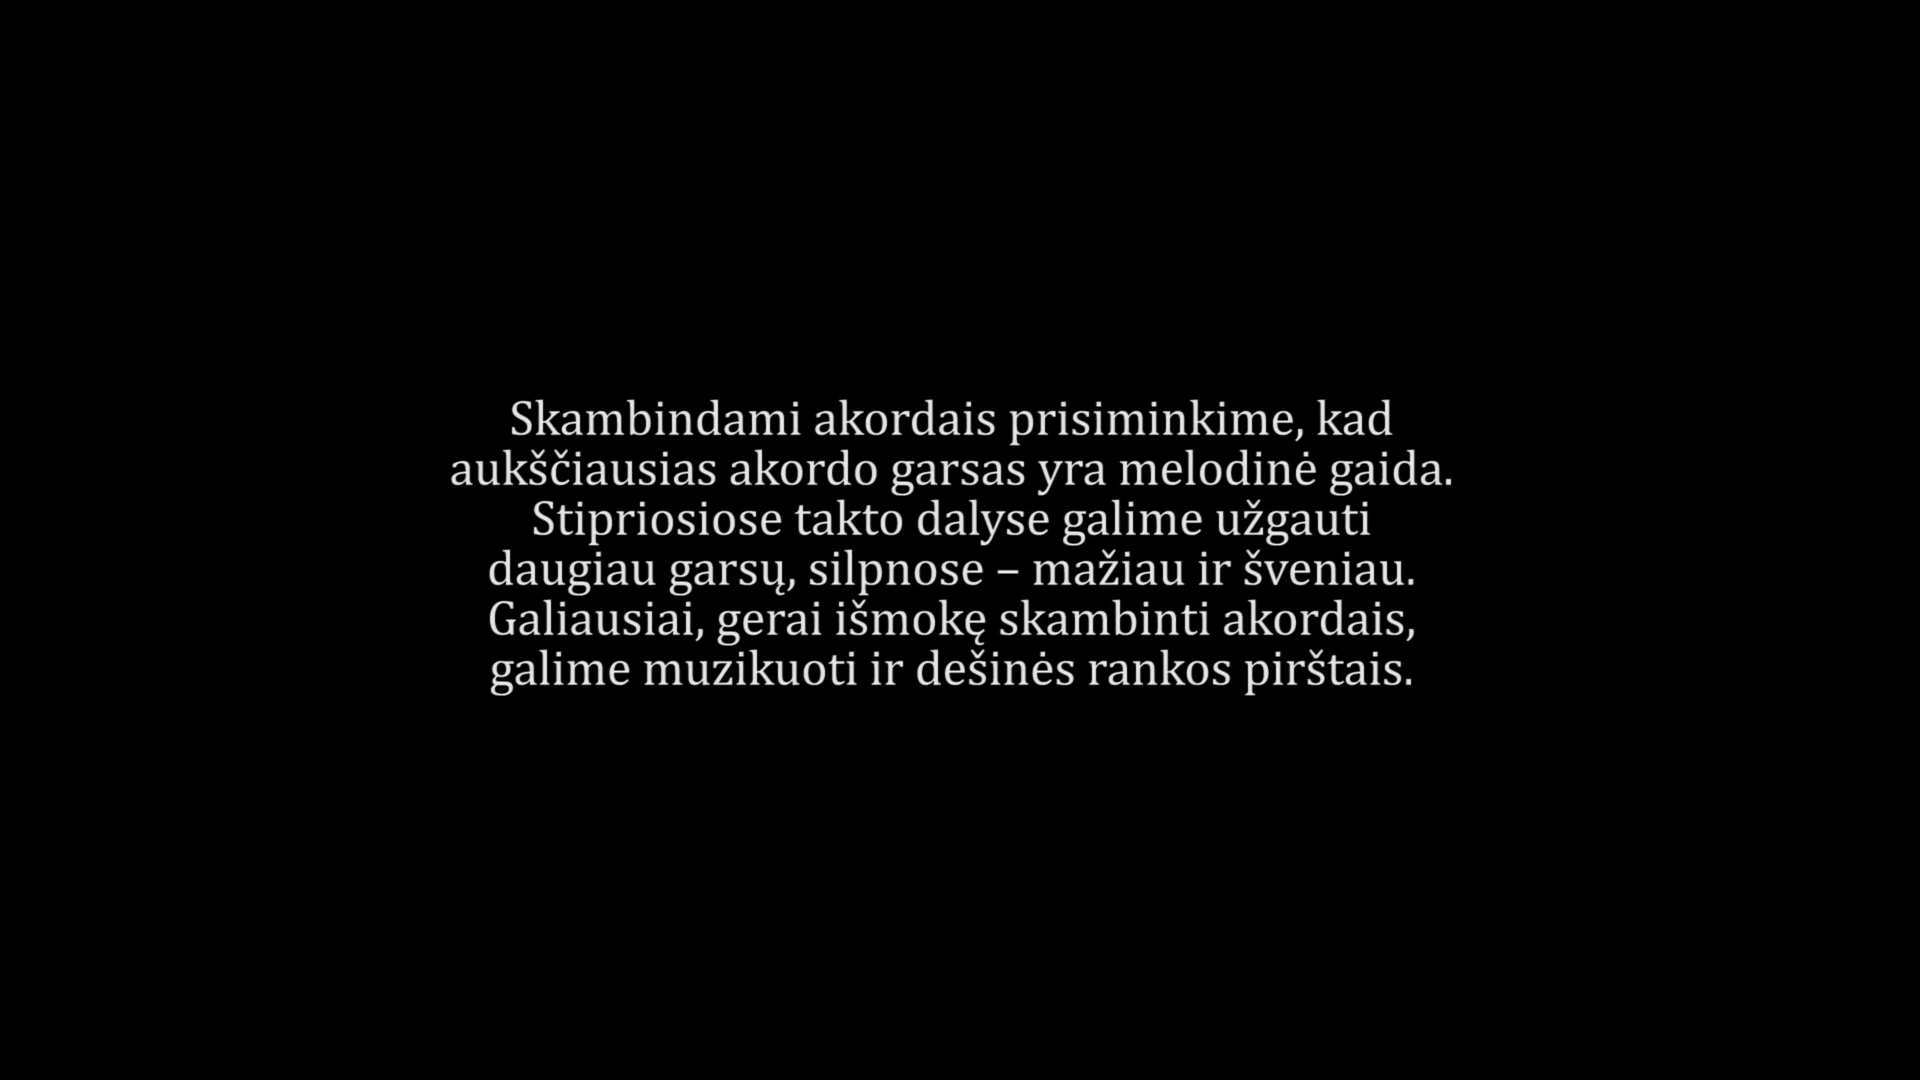 Skambindami akordais prisiminkime, kad
aukščiausias akordo garsas yra melodinė gaida.
Stipriosiose takto dalyse galime užgauti
daugiau garsų, silpnose – mažiau ir šveniau.
Galiausiai, gerai išmokę skambinti akordais,
galime muzikuoti ir dešinės rankos pirštais.